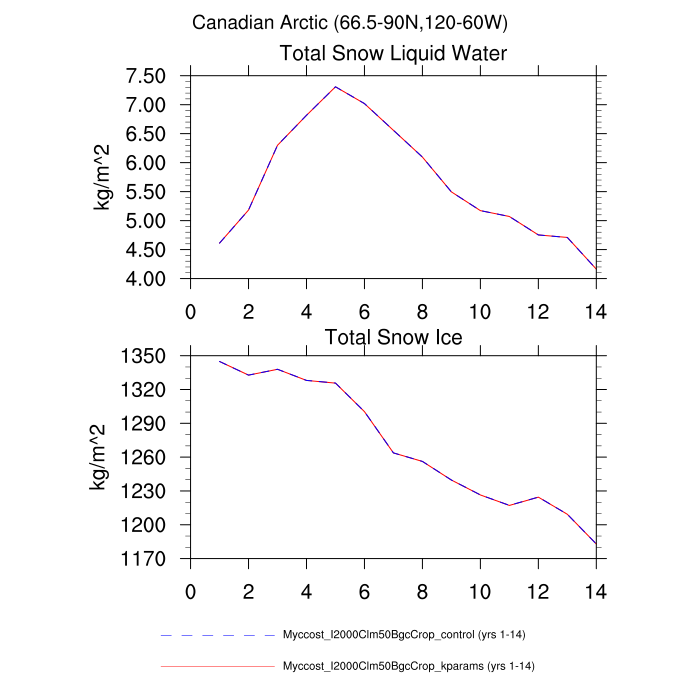 Canadian Arctic (66.5-90N,120-60W)
Total Snow Liquid Water
7.50
7.00
6.50
6.00
5.50
5.00
4.50
4.00
kg/m^2
0 2 4 6 8 10 12 14
Total Snow Ice
1350
1320
1290
1260
1230
1200
1170
kg/m^2
0 2 4 6 8 10 12 14
Myccost_I2000Clm50BgcCrop_control (yrs 1-14)
Myccost_I2000Clm50BgcCrop_kparams (yrs 1-14)